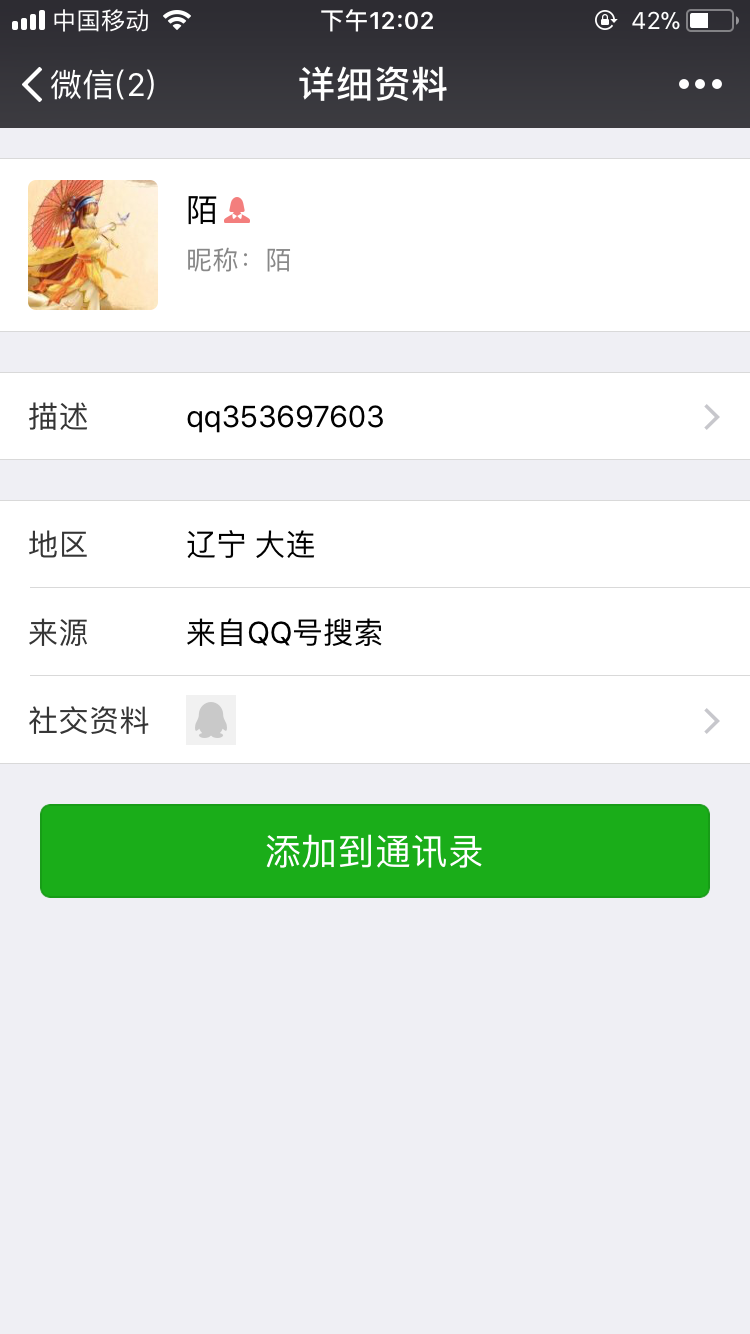 中国移动 下午12:02 42%
微信(2) 详细资料
陌
昵称：陌
描述 qq353697603
地区 辽宁 大连
来源 来自QQ号搜索
社交资料
添加到通讯录